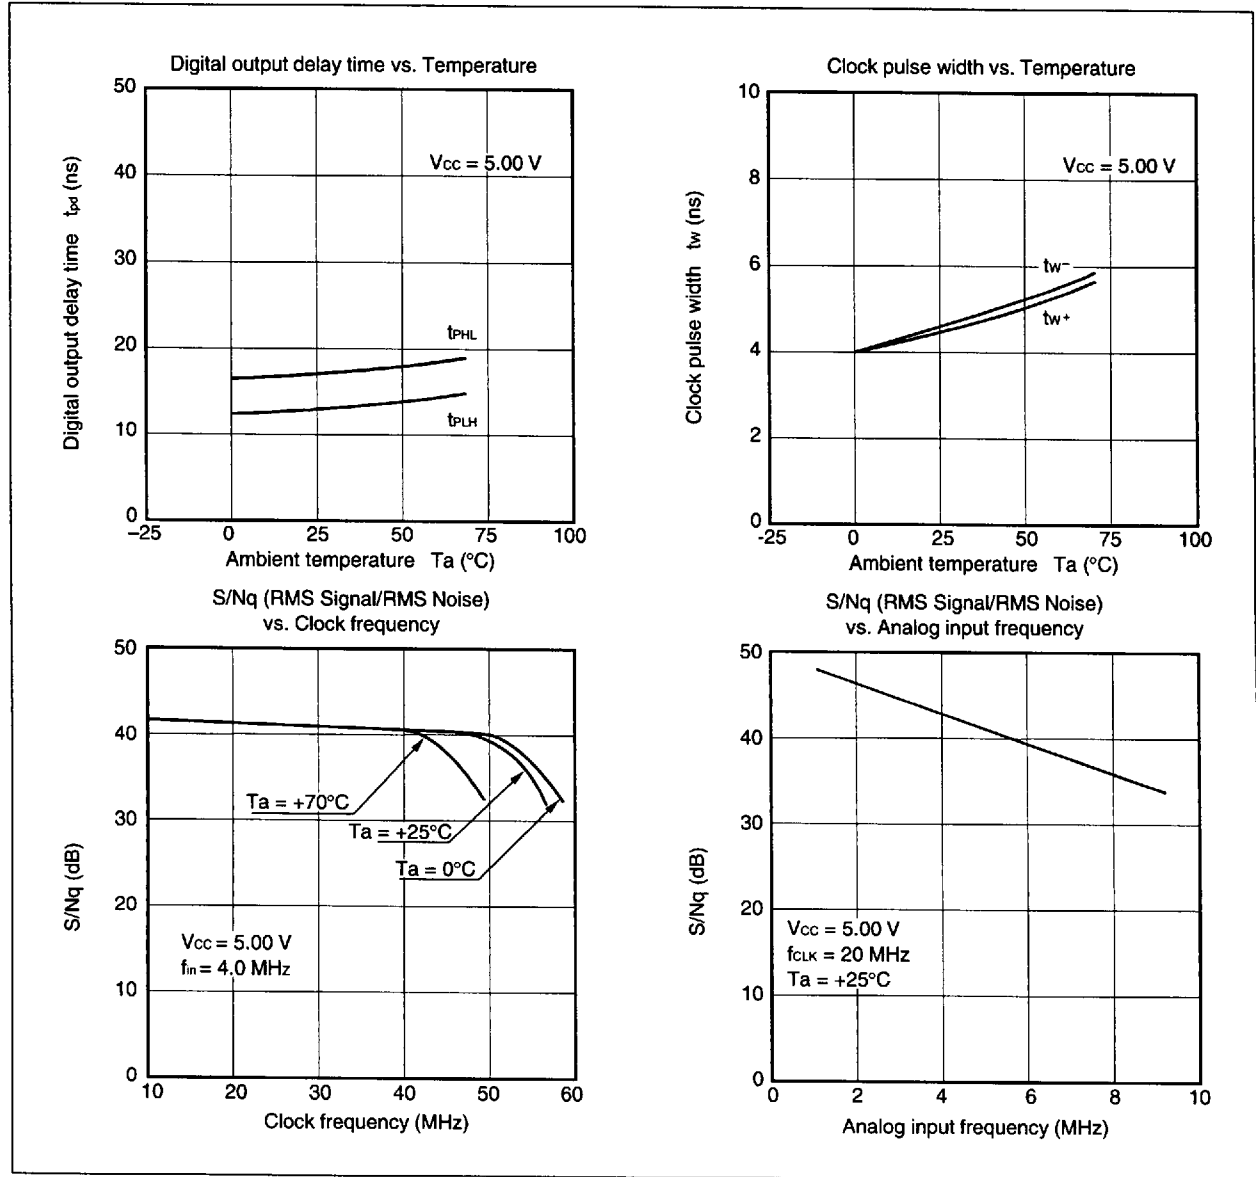 Digital output delay time vs. Temperature
50
40
30
20
10
0
Digital output delay time tpd (ns)
VCC = 5.00 V
tPHL
tPLH
–25 0 25 50 75 100
Ambient temperature Ta (°C)
Clock pulse width vs. Temperature
10
8
6
4
2
0
Clock pulse width tw (ns)
VCC = 5.00 V
tw–
tw+
-25 0 25 50 75 100
Ambient temperature Ta (°C)
S/Nq (RMS Signal/RMS Noise)
vs. Clock frequency
50
40
30
20
10
0
S/Nq (dB)
Ta = +70°C
Ta = +25°C
Ta = 0°C
VCC = 5.00 V
fin = 4.0 MHz
10 20 30 40 50 60
Clock frequency (MHz)
S/Nq (RMS Signal/RMS Noise)
vs. Analog input frequency
50
40
30
20
10
0
S/Nq (dB)
VCC = 5.00 V
fCLK = 20 MHz
Ta = +25°C
0 2 4 6 8 10
Analog input frequency (MHz)